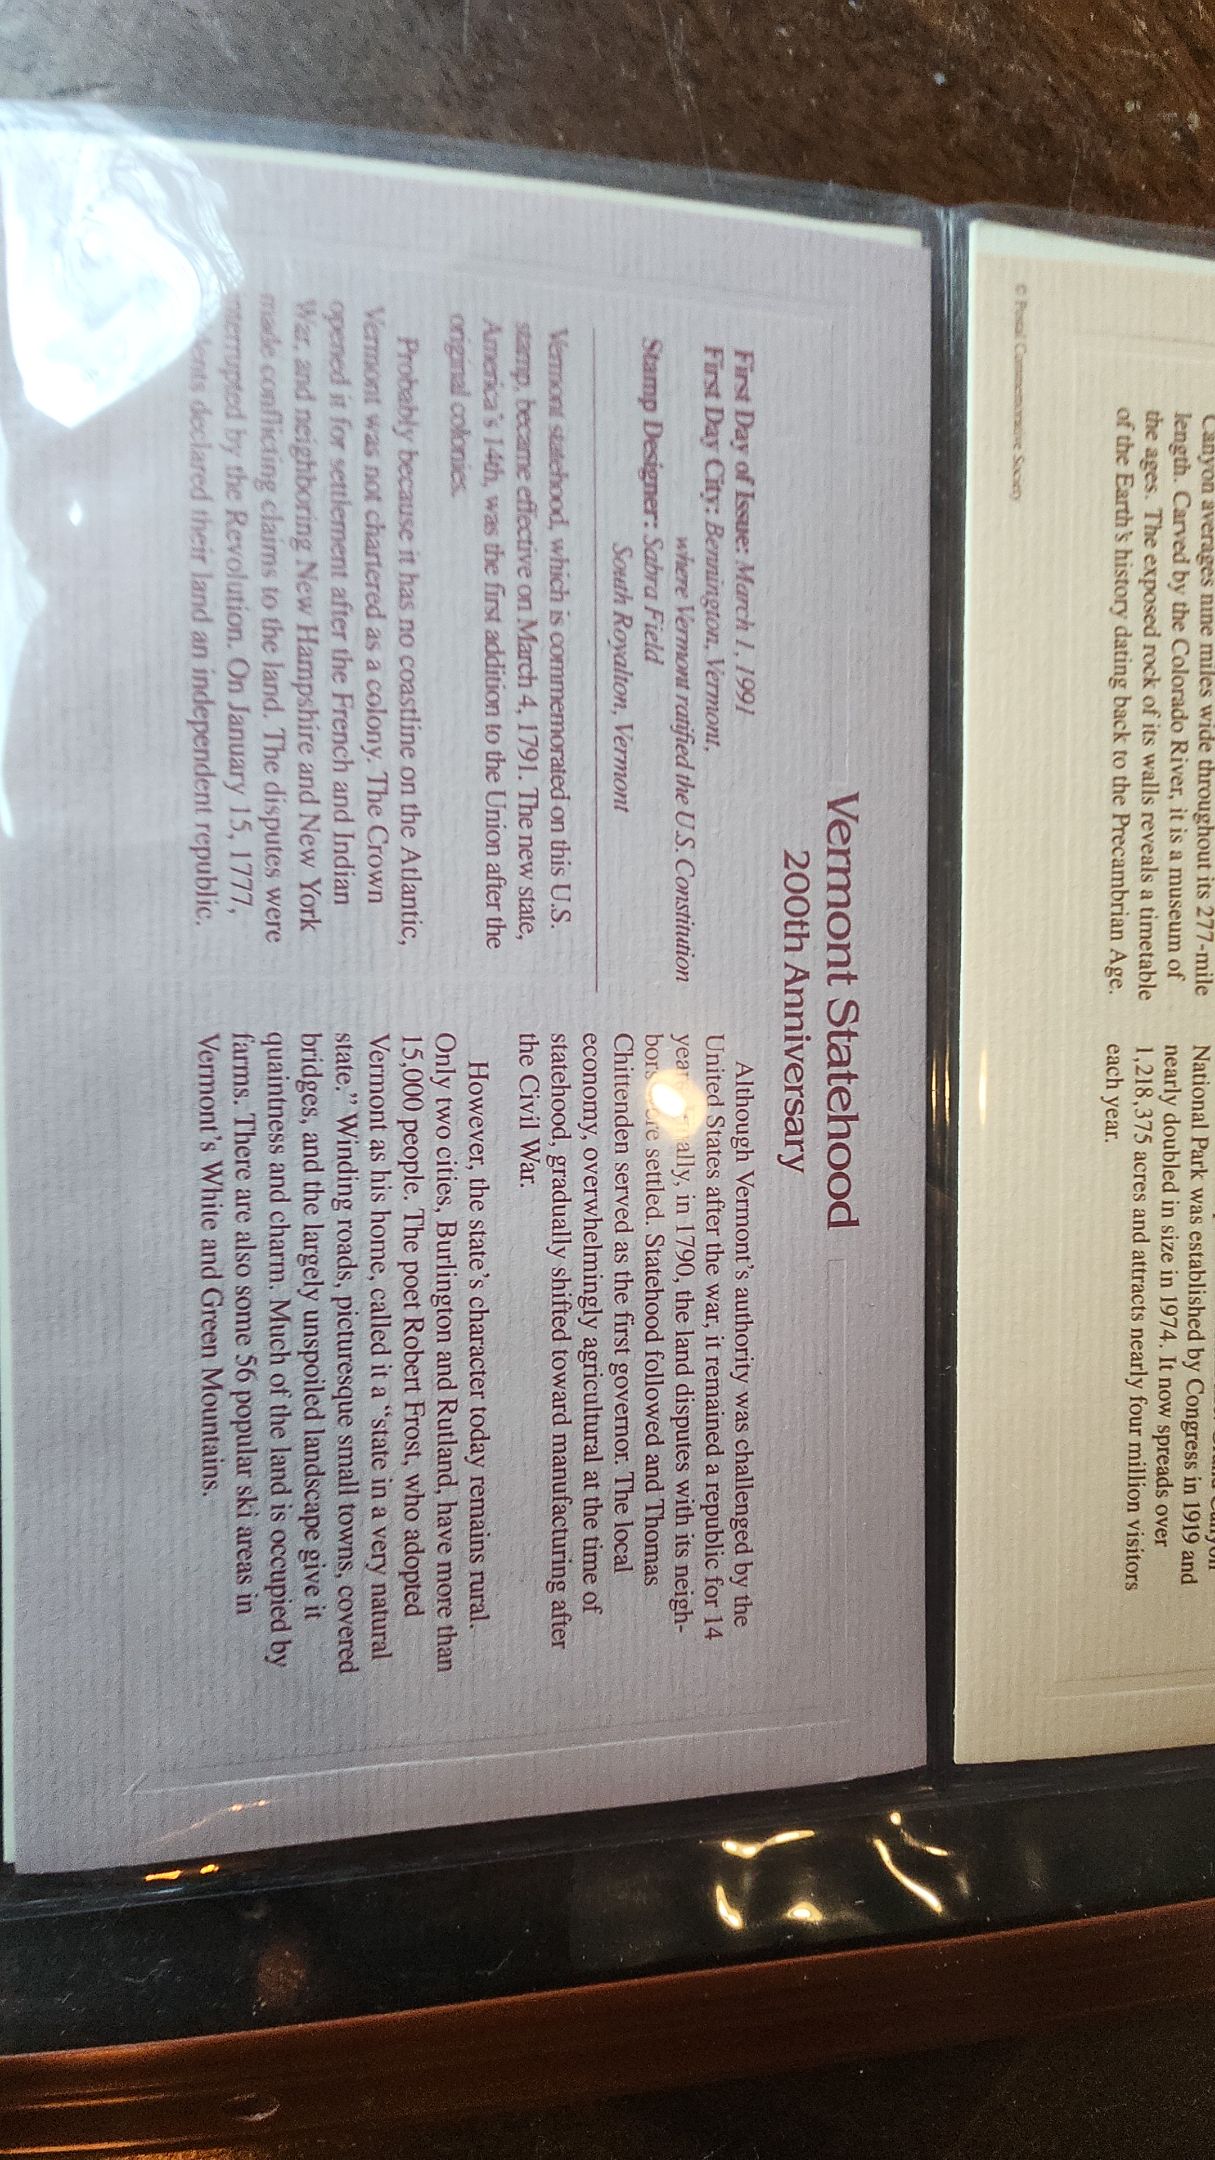 Canyon averages nine miles wide throughout its 277-mile
length. Carved by the Colorado River, it is a museum of
the ages. The exposed rock of its walls reveals a timetable
of the Earth's history dating back to the Precambrian Age.
National Park was established by Congress in 1919 and
nearly doubled in size in 1974. It now spreads over
1,218,375 acres and attracts nearly four million visitors
each year.
© Postal Commemorative Society
Vermont Statehood
200th Anniversary
First Day of Issue: March 1, 1991
First Day City: Bennington, Vermont,
where Vermont ratified the U.S. Constitution
Stamp Designer: Sabra Field
South Royalton, Vermont
Vermont statehood, which is commemorated on this U.S.
stamp, became effective on March 4, 1791. The new state,
America's 14th, was the first addition to the Union after the
original colonies.
Probably because it has no coastline on the Atlantic,
Vermont was not chartered as a colony. The Crown
opened it for settlement after the French and Indian
War, and neighboring New Hampshire and New York
made conflicting claims to the land. The disputes were
interrupted by the Revolution. On January 15, 1777,
declared their land an independent republic.
Although Vermont's authority was challenged by the
United States after the war, it remained a republic for 14
in 1790, the land disputes with its neigh-
bors were settled. Statehood followed and Thomas
Chittenden served as the first governor. The local
economy, overwhelmingly agricultural at the time of
statehood, gradually shifted toward manufacturing after
the Civil War.
However, the state's character today remains rural.
Only two cities, Burlington and Rutland, have more than
15,000 people. The poet Robert Frost, who adopted
Vermont as his home, called it a “state in a very natural
state.” Winding roads, picturesque small towns, covered
bridges, and the largely unspoiled landscape give it
quaintness and charm. Much of the land is occupied by
farms. There are also some 56 popular ski areas in
Vermont's White and Green Mountains.